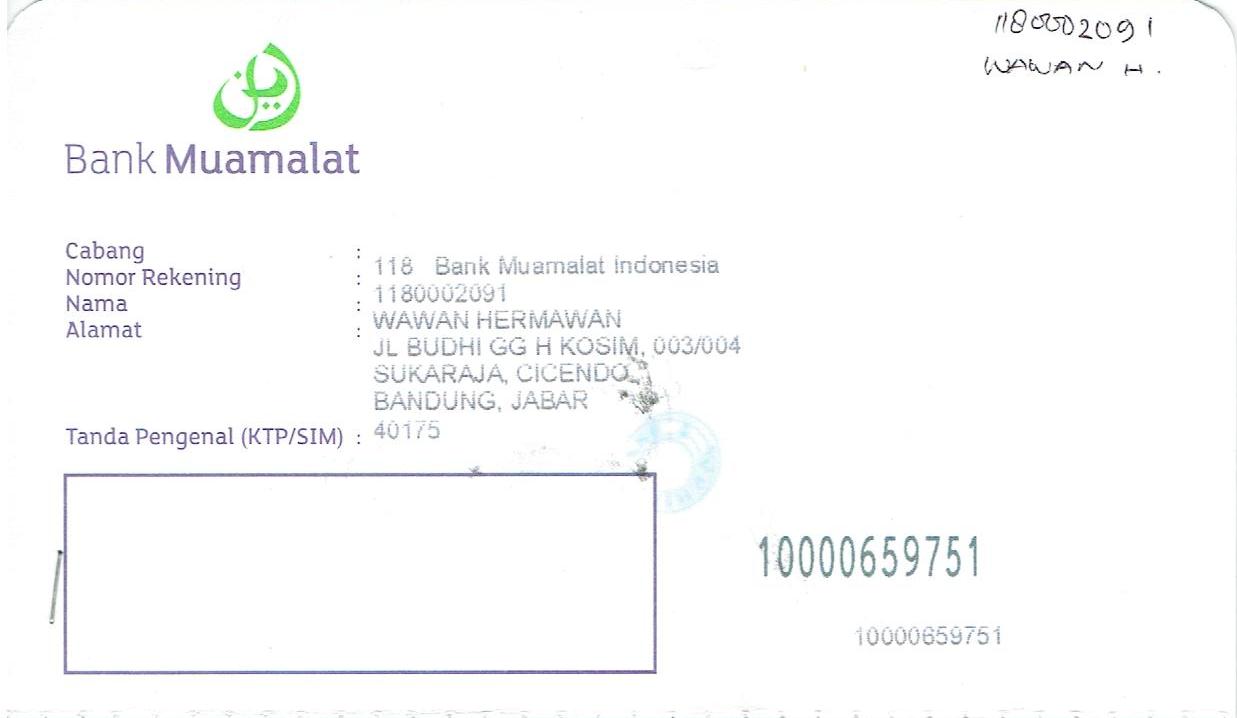 1180002091
WAWAN H.
Bank Muamalat
Cabang : 118 Bank Muamalat Indonesia
Nomor Rekening : 1180002091
Nama : WAWAN HERMAWAN
Alamat : JL BUDHI GG H KOSIM, 003/004
SUKARAJA, CICENDO,
BANDUNG, JABAR
40175
Tanda Pengenal (KTP/SIM) :
10000659751
10000659751